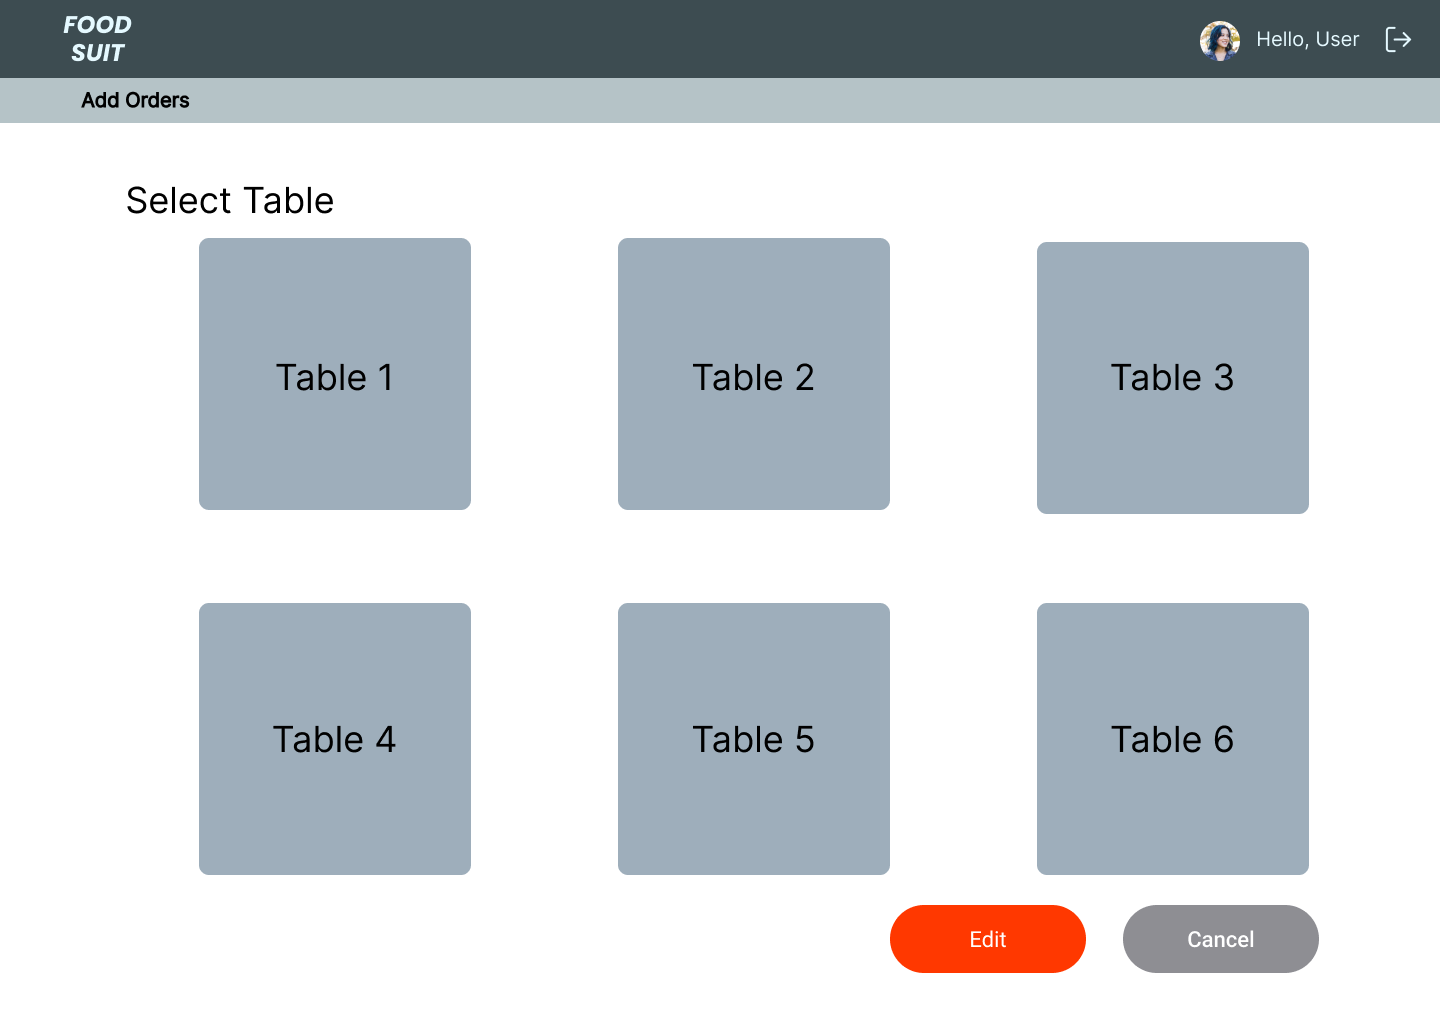 FOOD
SUIT
Hello, User
Add Orders
Select Table
Table 1
Table 2
Table 3
Table 4
Table 5
Table 6
Edit
Cancel